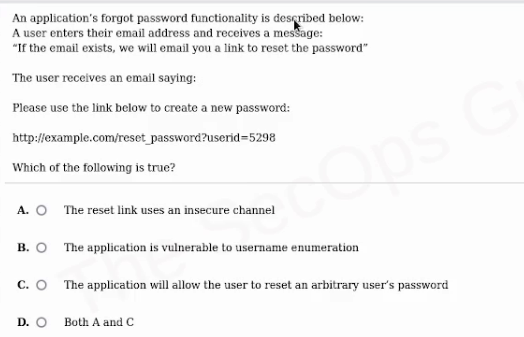 An application's forgot password functionality is described below:
A user enters their email address and receives a message:
"If the email exists, we will email you a link to reset the password"
The user receives an email saying:
Please use the link below to create a new password:
http://example.com/reset_password?userid=5298
Which of the following is true?
A. The reset link uses an insecure channel
B. The application is vulnerable to username enumeration
C. The application will allow the user to reset an arbitrary user's password
D. Both A and C
The SecOps G